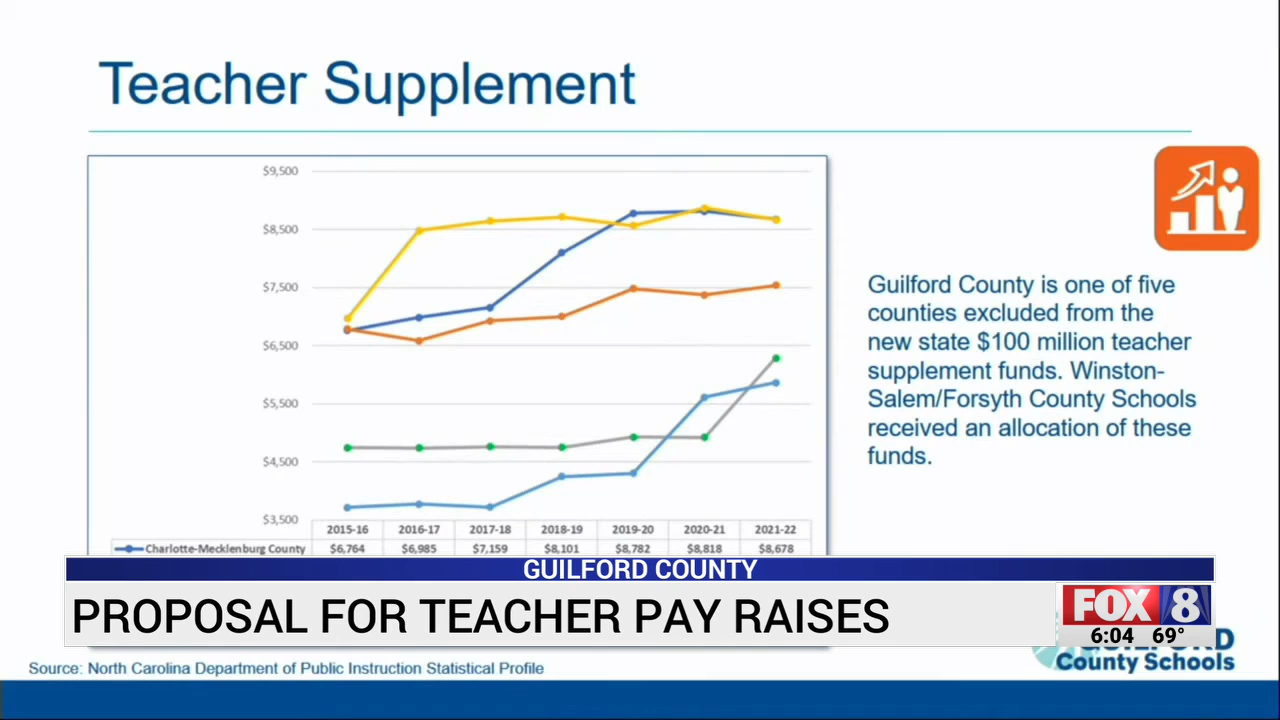 Teacher Supplement
$9,500
$8,500
$7,500
$6,500
$5,500
$4,500
$3,500
2015-16 2016-17 2017-18 2018-19 2019-20 2020-21 2021-22
Charlotte-Mecklenburg County $6,764 $6,985 $7,159 $8,101 $8,782 $8,818 $8,678
Guilford County is one of five
counties excluded from the
new state $100 million teacher
supplement funds. Winston-
Salem/Forsyth County Schools
received an allocation of these
funds.
GUILFORD COUNTY
PROPOSAL FOR TEACHER PAY RAISES
FOX 8
6:04 69°
County Schools
Source: North Carolina Department of Public Instruction Statistical Profile